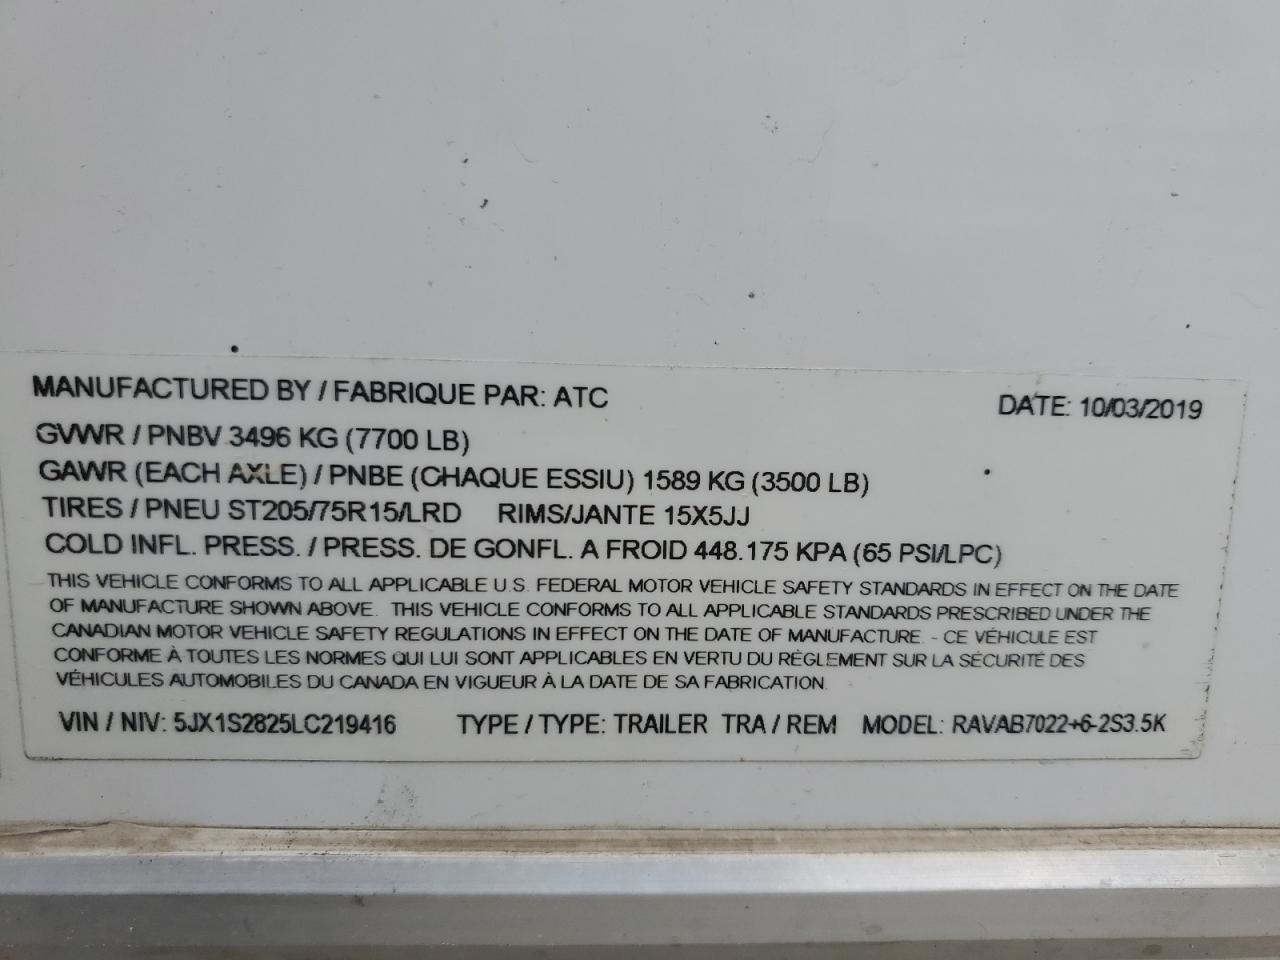 MANUFACTURED BY / FABRIQUE PAR: ATC DATE: 10/03/2019
GVWR / PNBV 3496 KG (7700 LB)
GAWR (EACH AXLE) / PNBE (CHAQUE ESSIU) 1589 KG (3500 LB)
TIRES / PNEU ST205/75R15/LRD RIMS/JANTE 15X5JJ
COLD INFL. PRESS. / PRESS. DE GONFL. A FROID 448.175 KPA (65 PSI/LPC)
THIS VEHICLE CONFORMS TO ALL APPLICABLE U.S. FEDERAL MOTOR VEHICLE SAFETY STANDARDS IN EFFECT ON THE DATE
OF MANUFACTURE SHOWN ABOVE. THIS VEHICLE CONFORMS TO ALL APPLICABLE STANDARDS PRESCRIBED UNDER THE
CANADIAN MOTOR VEHICLE SAFETY REGULATIONS IN EFFECT ON THE DATE OF MANUFACTURE. - CE VÉHICULE EST
CONFORME À TOUTES LES NORMES QUI LUI SONT APPLICABLES EN VERTU DU RÈGLEMENT SUR LA SÉCURITÉ DES
VÉHICULES AUTOMOBILES DU CANADA EN VIGUEUR À LA DATE DE SA FABRICATION.
VIN / NIV: 5JX1S2825LC219416 TYPE / TYPE: TRAILER TRA / REM MODEL: RAVAB7022+6-2S3.5K